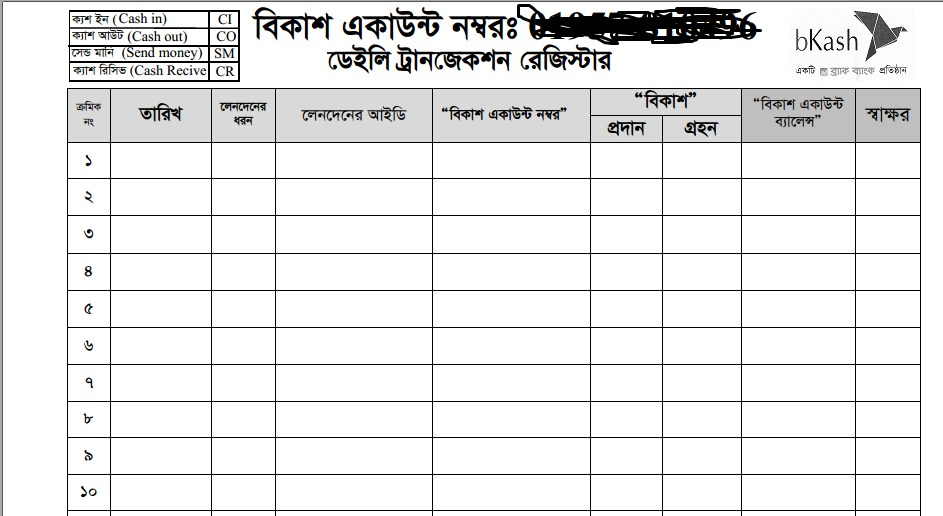 ক্যাশ ইন (Cash in) CI
ক্যাশ আউট (Cash out) CO
সেন্ড মানি (Send money) SM
ক্যাশ রিসিভ (Cash Recive CR
বিকাশ একাউন্ট নম্বরঃ
ডেইলি ট্রানজেকশন রেজিস্টার
bKash
একটি ব্র্যাক ব্যাংক প্রতিষ্ঠান
ক্রমিক নং
তারিখ
লেনদেনের ধরন
লেনদেনের আইডি
“বিকাশ একাউন্ট নম্বর”
“বিকাশ”
প্রদান
গ্রহন
“বিকাশ একাউন্ট ব্যালেন্স”
স্বাক্ষর
১
২
৩
৪
৫
৬
৭
৮
৯
১০